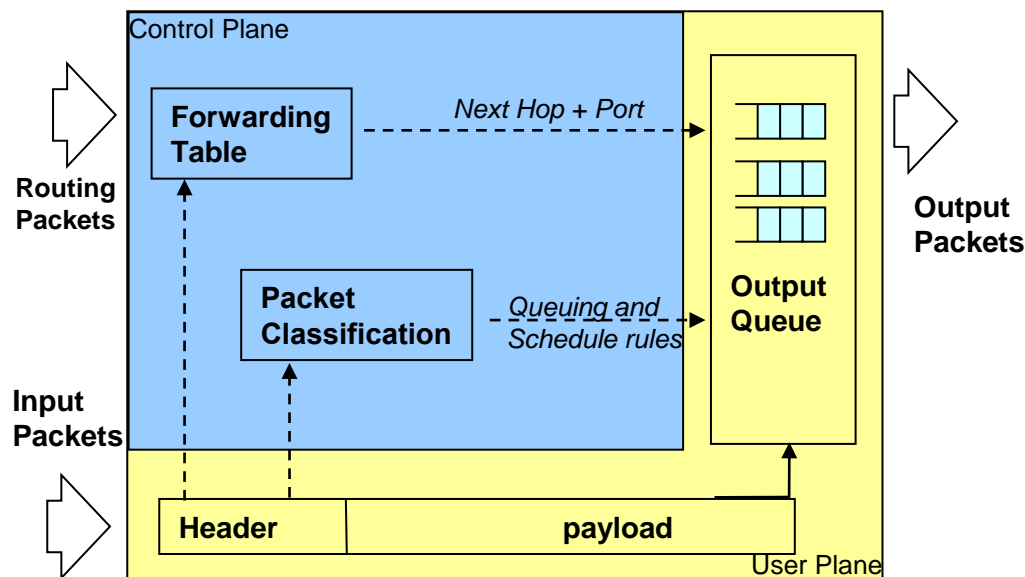 Control Plane
Forwarding
Table
Next Hop + Port
Routing
Packets
Output
Packets
Packet
Classification
Queuing and
Schedule rules
Output
Queue
Input
Packets
Header
payload
User Plane